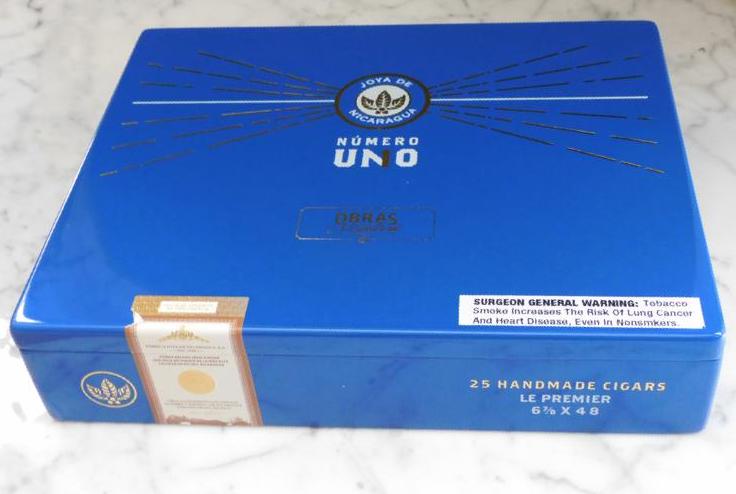 JOYA DE
NICARAGUA
NÚMERO
UNO
OBRAS
SURGEON GENERAL WARNING: Tobacco
Smoke Increases The Risk Of Lung Cancer
And Heart Disease, Even In Nonsmkers.
25 HANDMADE CIGARS
LE PREMIER
6⅞ X 48